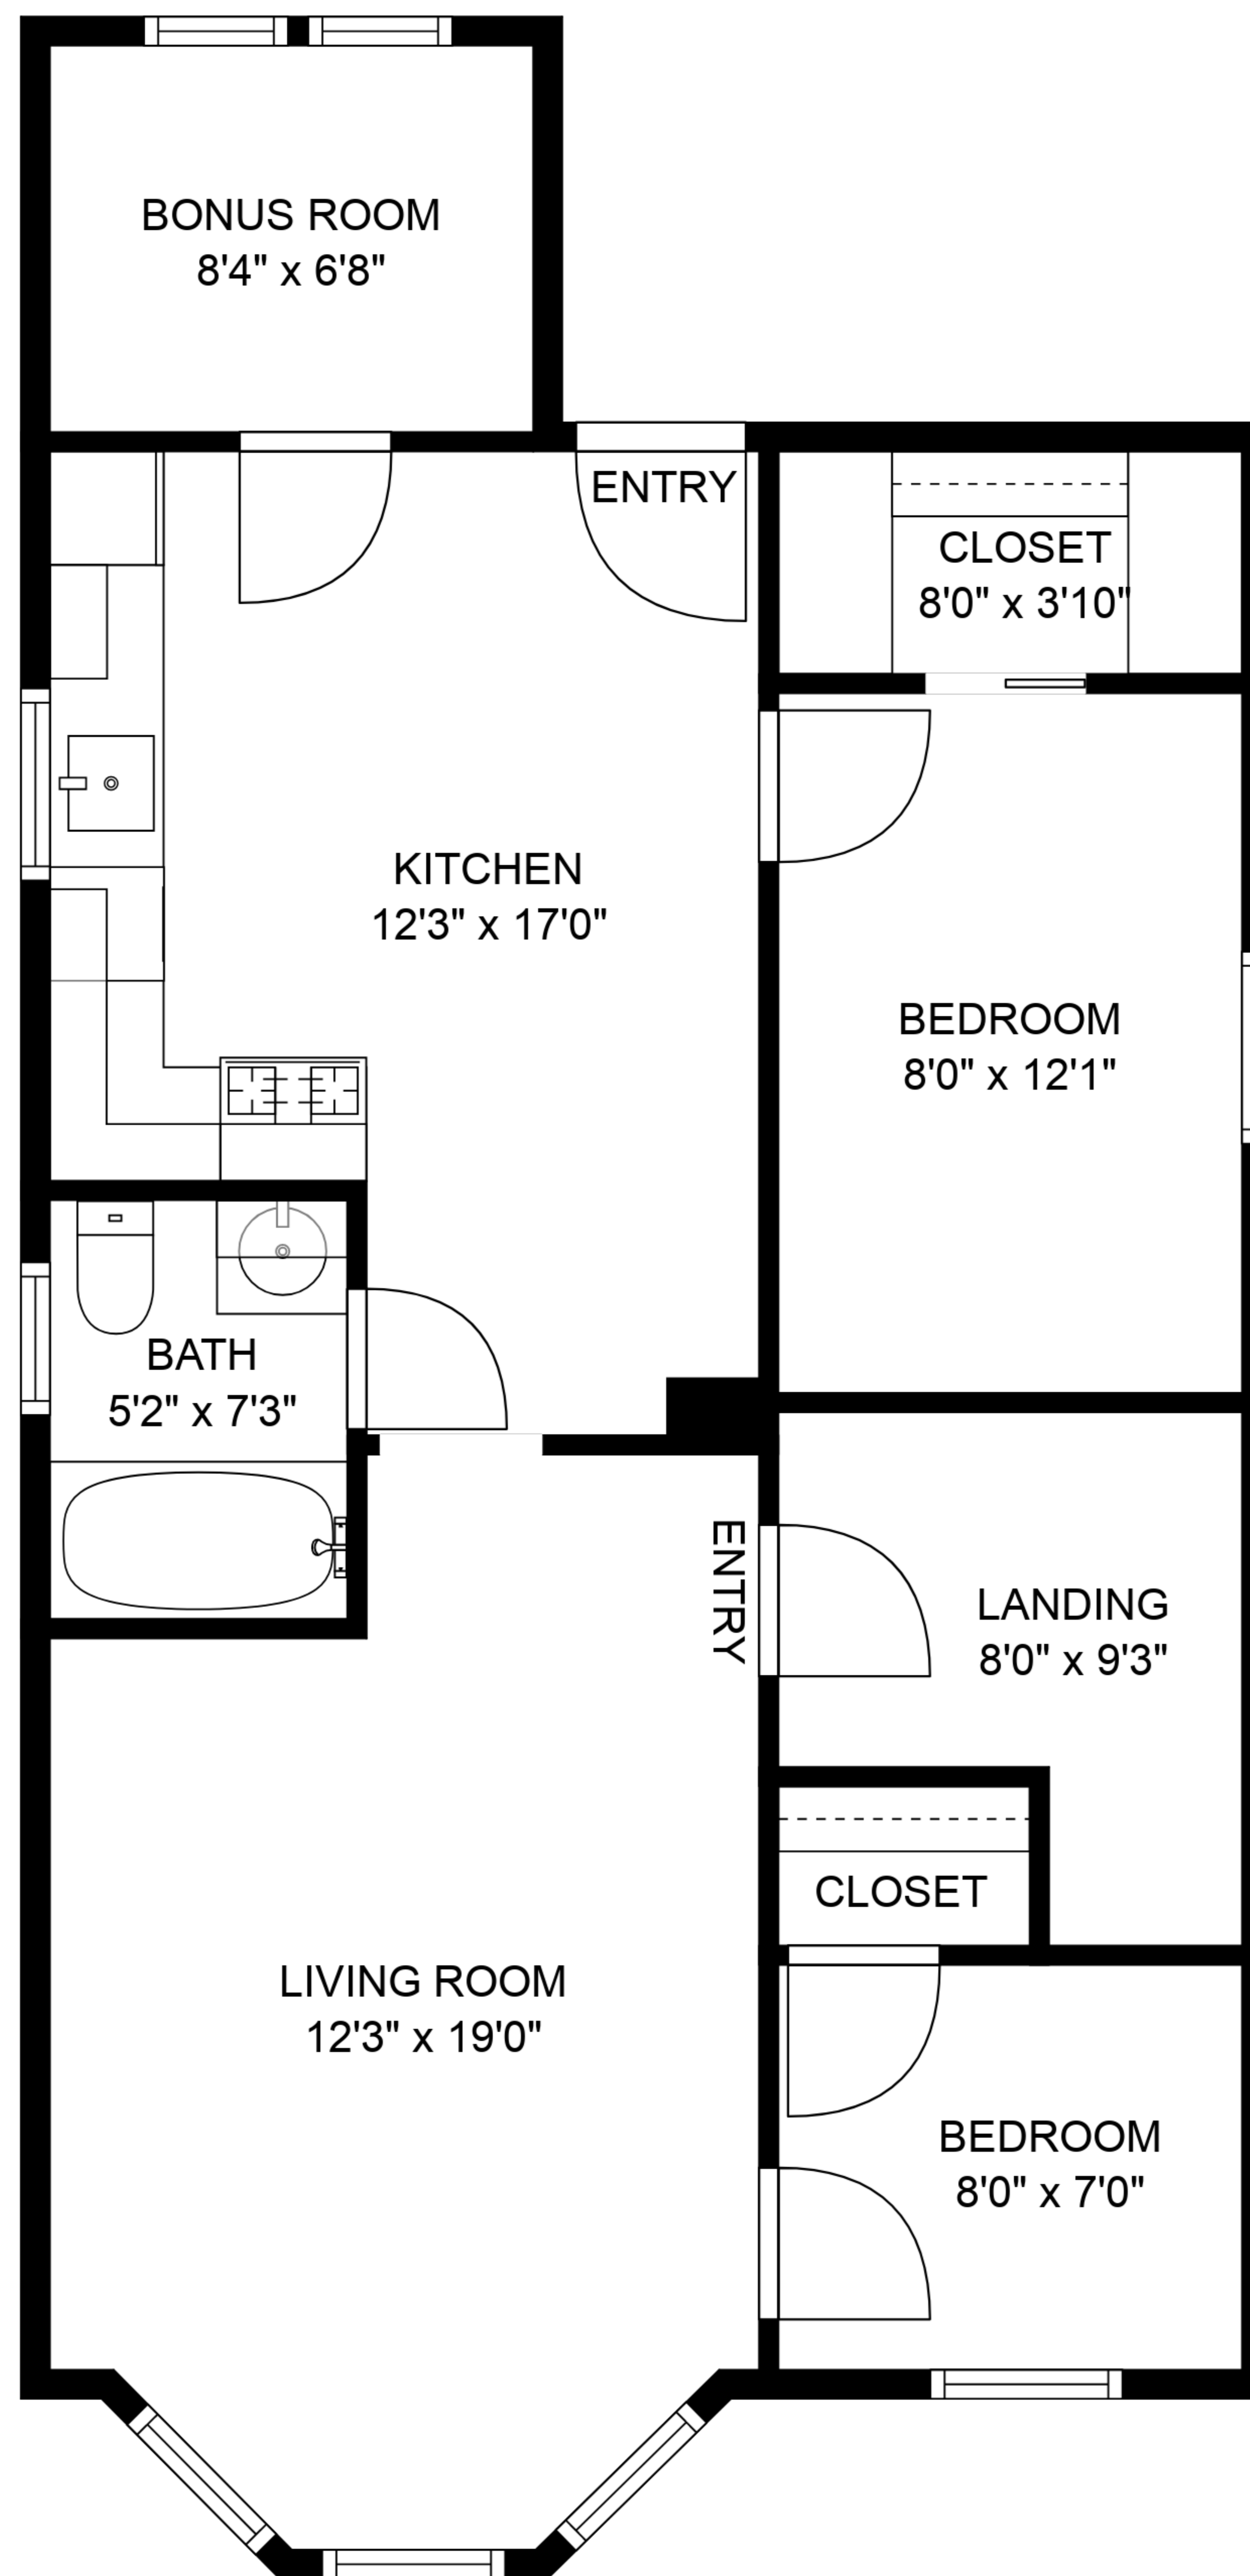 BONUS ROOM
8'4" x 6'8"
ENTRY
CLOSET
8'0" x 3'10"
KITCHEN
12'3" x 17'0"
BEDROOM
8'0" x 12'1"
BATH
5'2" x 7'3"
ENTRY
LANDING
8'0" x 9'3"
CLOSET
LIVING ROOM
12'3" x 19'0"
BEDROOM
8'0" x 7'0"